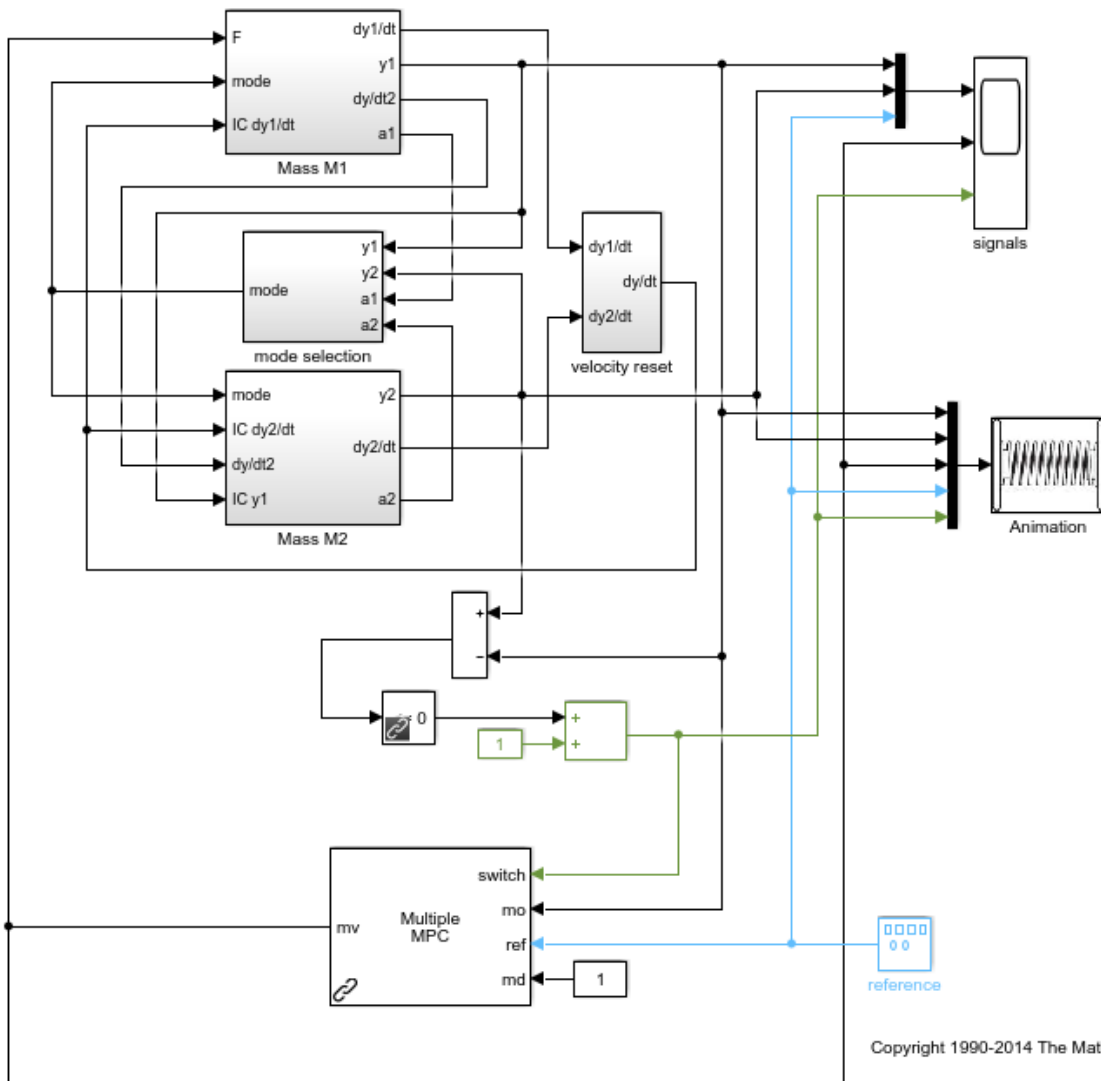 F
mode
IC dy1/dt
dy1/dt
y1
dy/dt2
a1
Mass M1
signals
mode
y1
y2
a1
a2
mode selection
dy1/dt
dy2/dt
dy/dt
velocity reset
mode
IC dy2/dt
dy/dt2
IC y1
y2
dy2/dt
a2
Mass M2
Animation
+
−
0
1
+
+
mv
Multiple
MPC
switch
mo
ref
md
1
0 0
reference
Copyright 1990-2014 The Mat